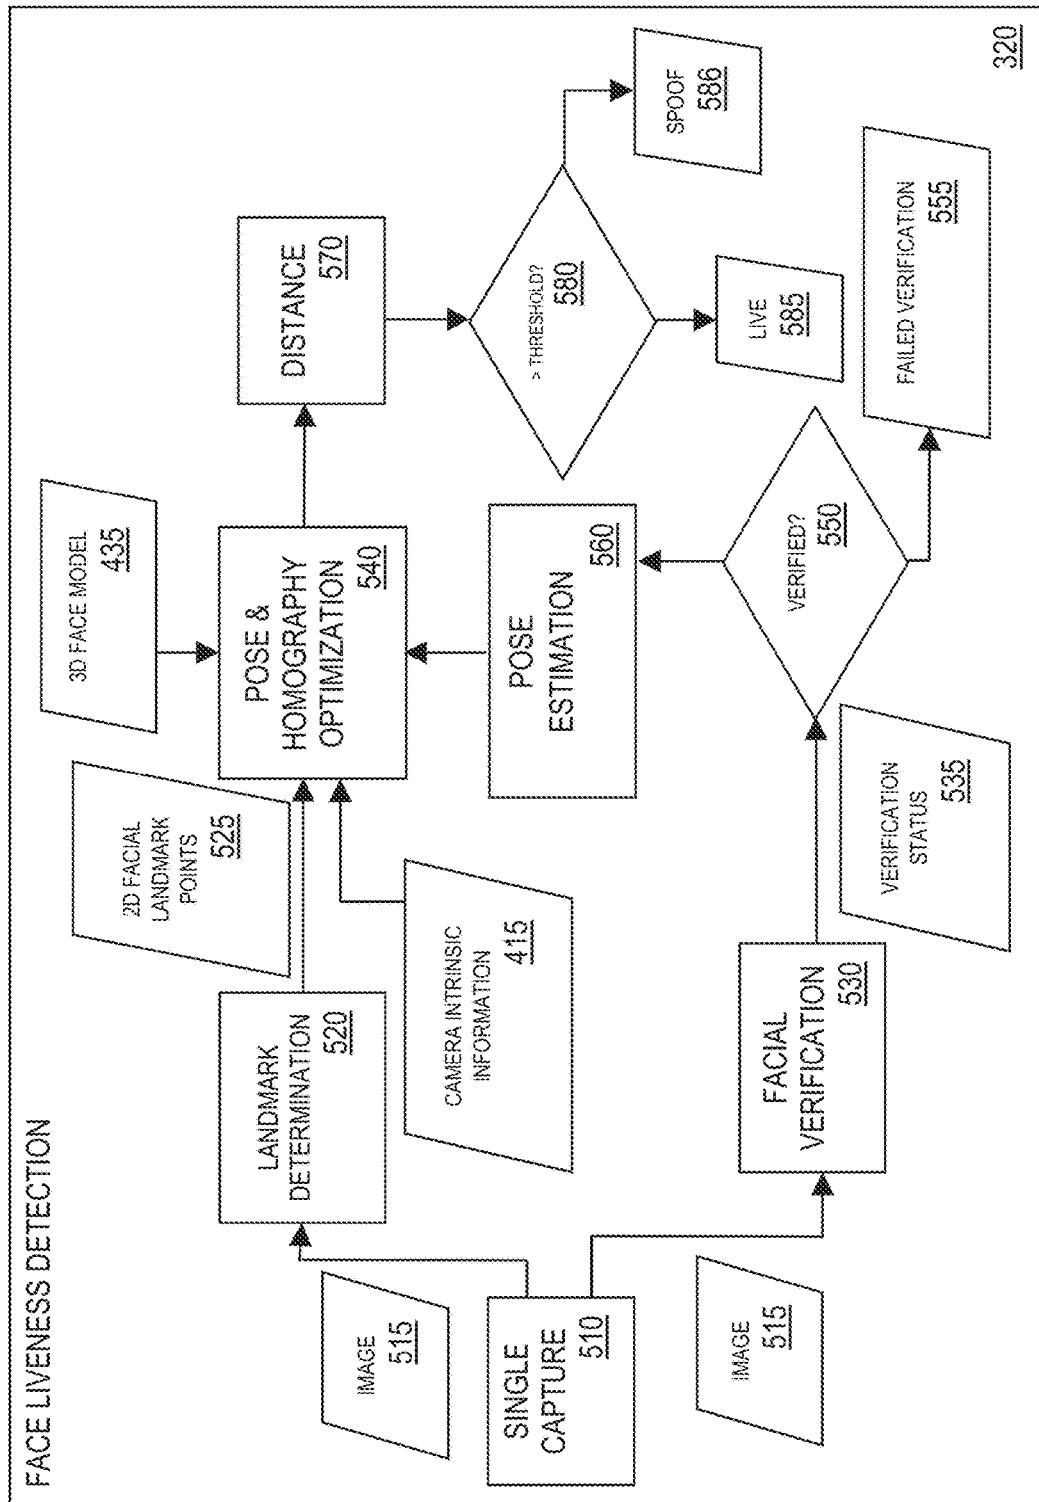 FACE LIVENESS DETECTION
IMAGE
515
SINGLE
CAPTURE
510
IMAGE
515
LANDMARK
DETERMINATION
520
2D FACIAL
LANDMARK
POINTS
525
CAMERA INTRINSIC
INFORMATION
415
FACIAL
VERIFICATION
530
VERIFICATION
STATUS
535
3D FACE MODEL
435
POSE &
HOMOGRAPHY
OPTIMIZATION
540
POSE
ESTIMATION
560
VERIFIED?
550
FAILED VERIFICATION
555
DISTANCE
570
> THRESHOLD?
580
LIVE
585
SPOOF
586
320